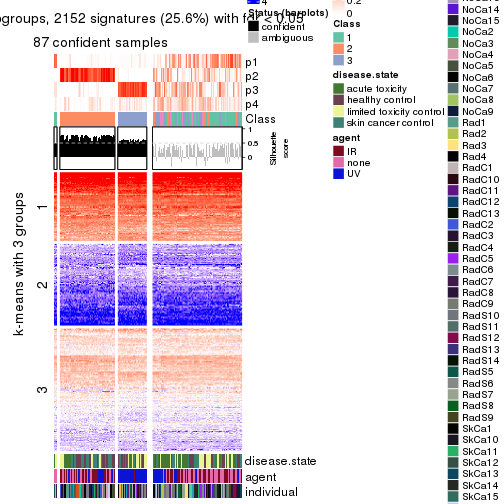 groups, 2152 signatures (25.6%) with fdr < 0.05
87 confident samples
p1
p2
p3
p4
Class
1
0.5
0
Silhouette
score
k-means with 3 groups
1
2
3
disease.state
agent
individual
4
Status (barplots)
confident
ambiguous
0.2
0
Class
1
2
3
disease.state
acute toxicity
healthy control
limited toxicity control
skin cancer control
agent
IR
none
UV
NoCa14
NoCa15
NoCa2
NoCa3
NoCa4
NoCa5
NoCa6
NoCa7
NoCa8
NoCa9
Rad1
Rad2
Rad3
Rad4
RadC1
RadC10
RadC11
RadC12
RadC13
RadC2
RadC3
RadC4
RadC5
RadC6
RadC7
RadC8
RadC9
RadS10
RadS11
RadS12
RadS13
RadS14
RadS5
RadS6
RadS7
RadS8
RadS9
SkCa1
SkCa10
SkCa11
SkCa12
SkCa13
SkCa14
SkCa15